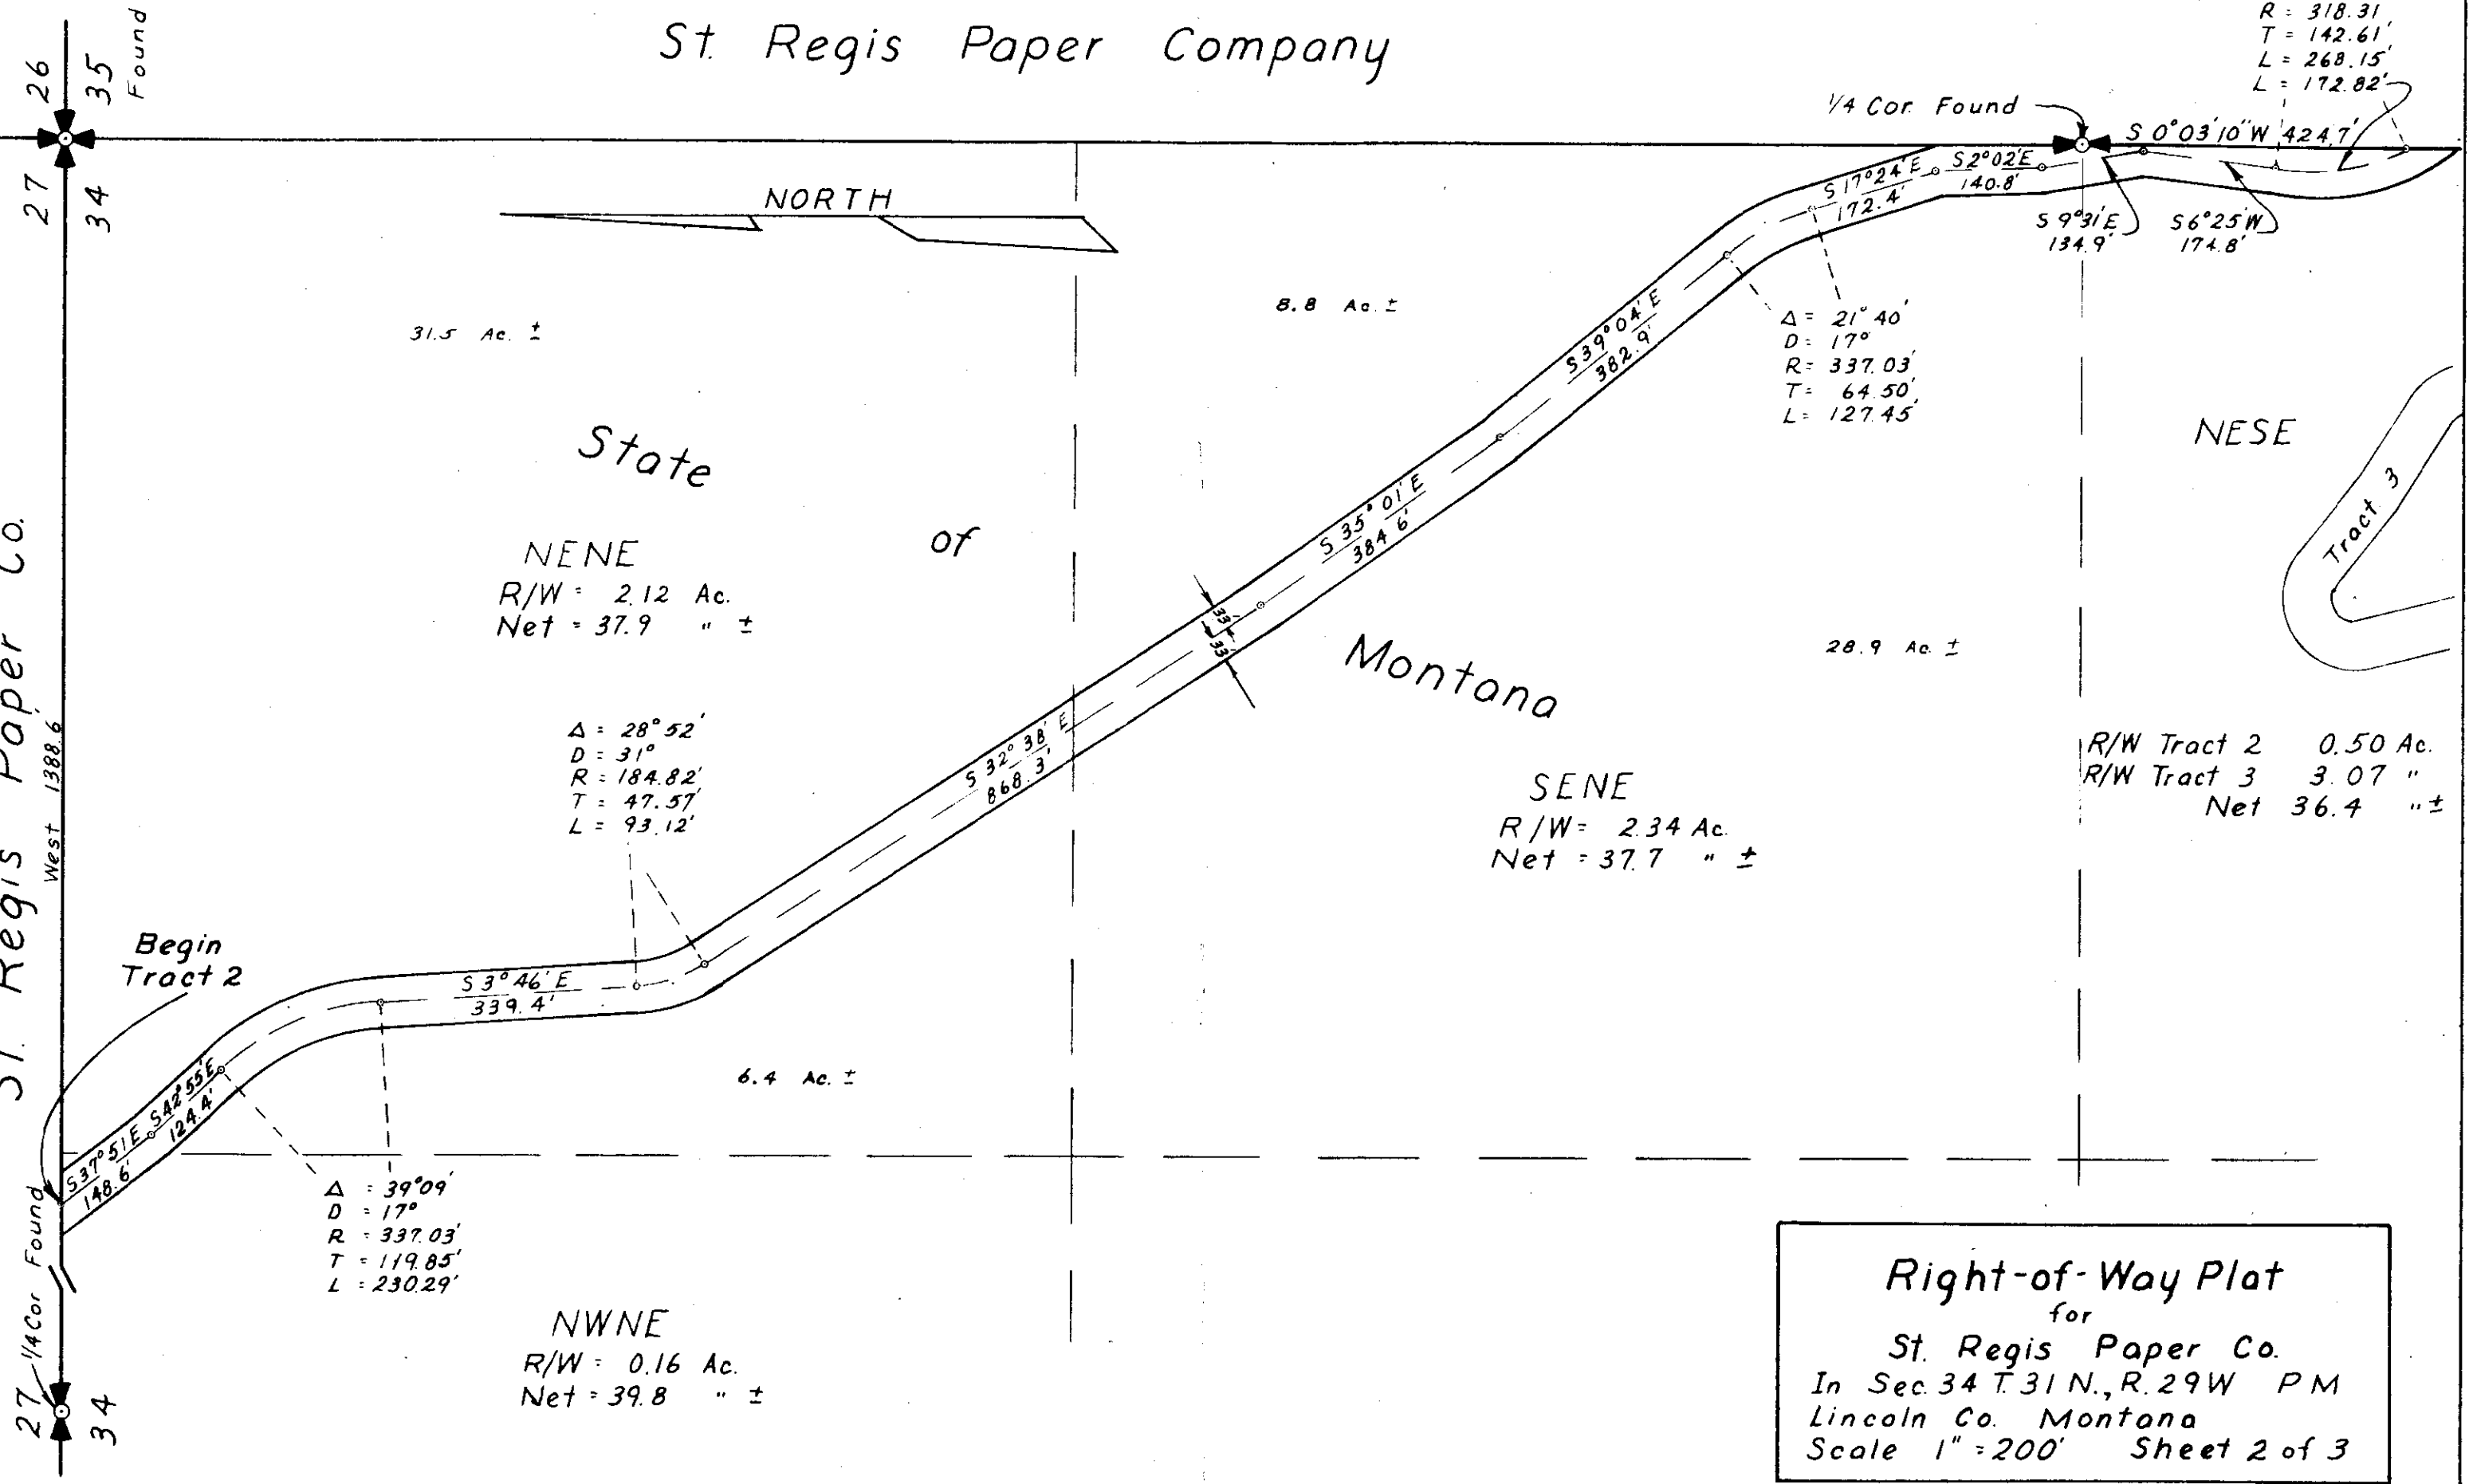 St. Regis Paper Company
R = 318.31'
T = 142.61'
L = 268.15'
L = 172.82'
26
35
Found
27
34
1/4 Cor. Found
S 0°03'10"W 424.7'
S 17°24'E
172.4'
S 2°02'E
140.8'
S 9°31'E
134.9'
S 6°25'W
174.8'
NORTH
31.5 Ac. ±
8.8 Ac. ±
S 39°04'E
382.9'
Δ = 21°40'
D = 17°
R = 337.03'
T = 64.50'
L = 127.45'
NESE
Tract 3
State
of
Montana
NENE
R/W = 2.12 Ac.
Net = 37.9 " ±
S 35°01'E
384.6'
33'
33'
28.9 Ac. ±
St. Regis Paper Co.
West 1388.6'
Δ = 28°52'
D = 31°
R = 184.82'
T = 47.57'
L = 93.12'
S 32°38'E
868.3'
SENE
R/W = 2.34 Ac.
Net = 37.7 " ±
R/W Tract 2 0.50 Ac.
R/W Tract 3 3.07 "
Net 36.4 " ±
Begin
Tract 2
S 3°46'E
339.4'
S 42°55'E
124.4'
S 37°51'E
148.6'
6.4 Ac. ±
Δ = 39°09'
D = 17°
R = 337.03'
T = 119.85'
L = 230.29'
NWNE
R/W = 0.16 Ac.
Net = 39.8 " ±
1/4 Cor Found
27
34
Right-of-Way Plat
for
St. Regis Paper Co.
In Sec. 34 T. 31 N., R. 29 W P M
Lincoln Co. Montana
Scale 1" = 200' Sheet 2 of 3